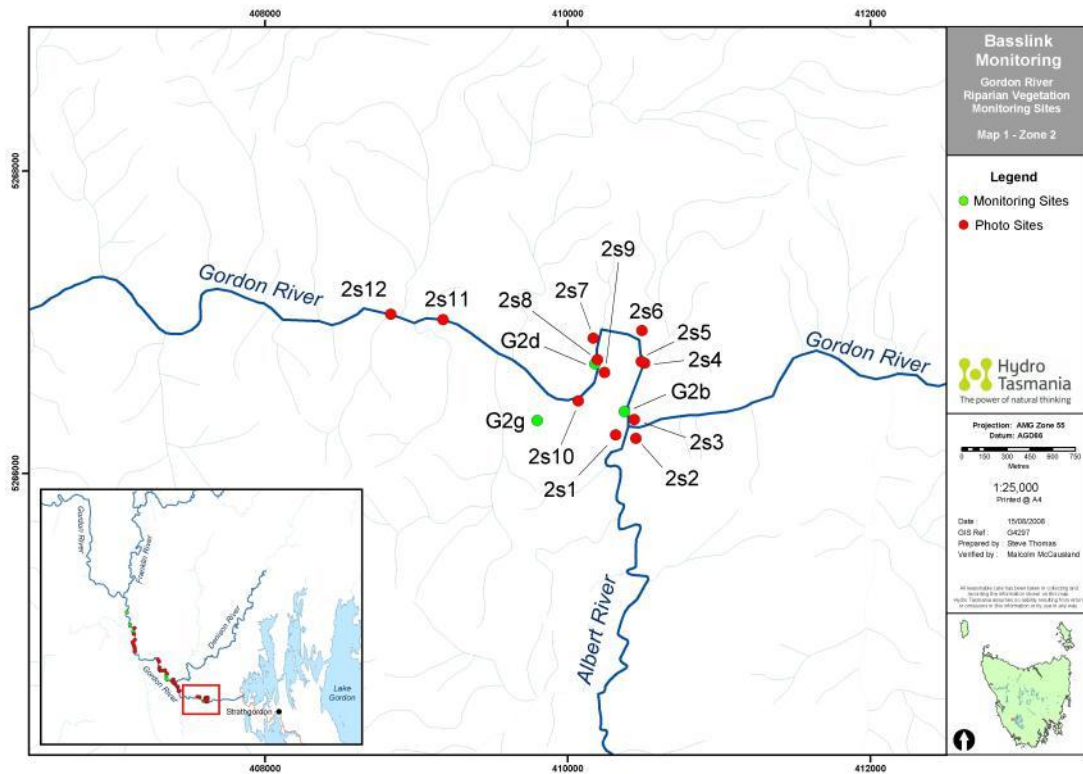 408000
410000
412000
5268000
5266000
Gordon River
2s12
2s11
2s7
2s8
G2d
2s9
2s6
2s5
2s4
G2b
2s3
2s2
2s1
2s10
G2g
Gordon River
Albert River
Gordon River
Franklin River
Denison River
Gordon River
Strathgordon
Lake
Gordon
408000
410000
412000
Basslink
Monitoring
Gordon River
Riparian Vegetation
Monitoring Sites
Map 1 - Zone 2
Legend
Monitoring Sites
Photo Sites
Hydro
Tasmania
The power of natural thinking
Projection: AMG Zone 55
Datum: AGD66
0 150 300 450 600 750
Metres
1:25,000
Printed @ A4
Date : 15/08/2008
GIS Ref : G4297
Prepared by : Steve Thomas
Verified by : Malcolm McCausland